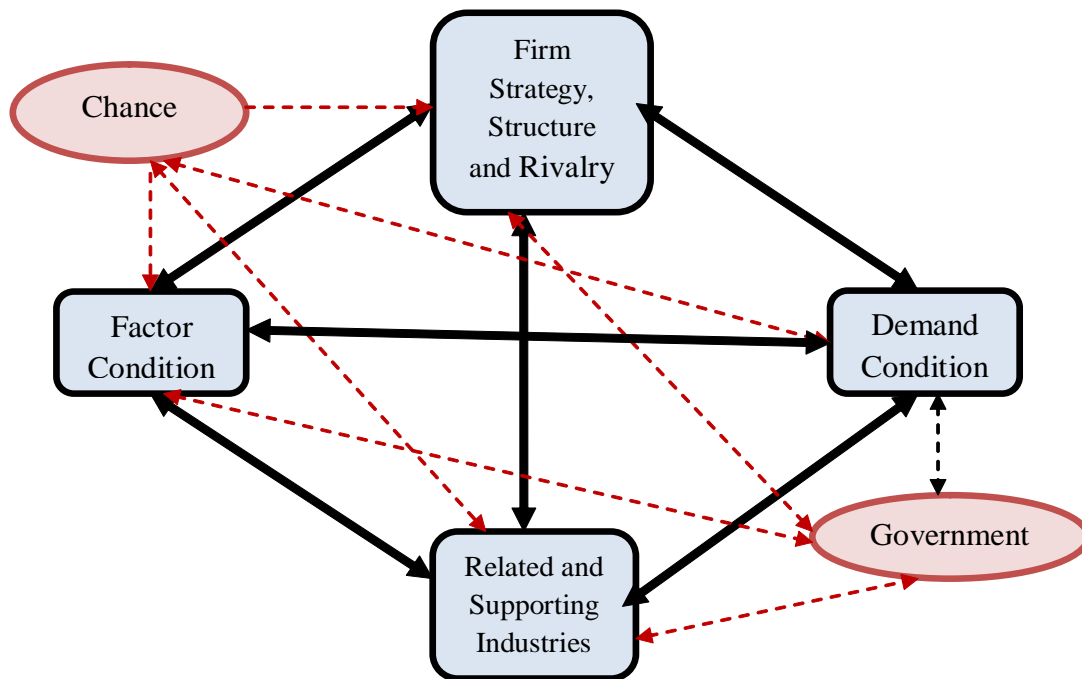 Firm
Strategy,
Structure
and Rivalry
Chance
Factor
Condition
Demand
Condition
Government
Related and
Supporting
Industries